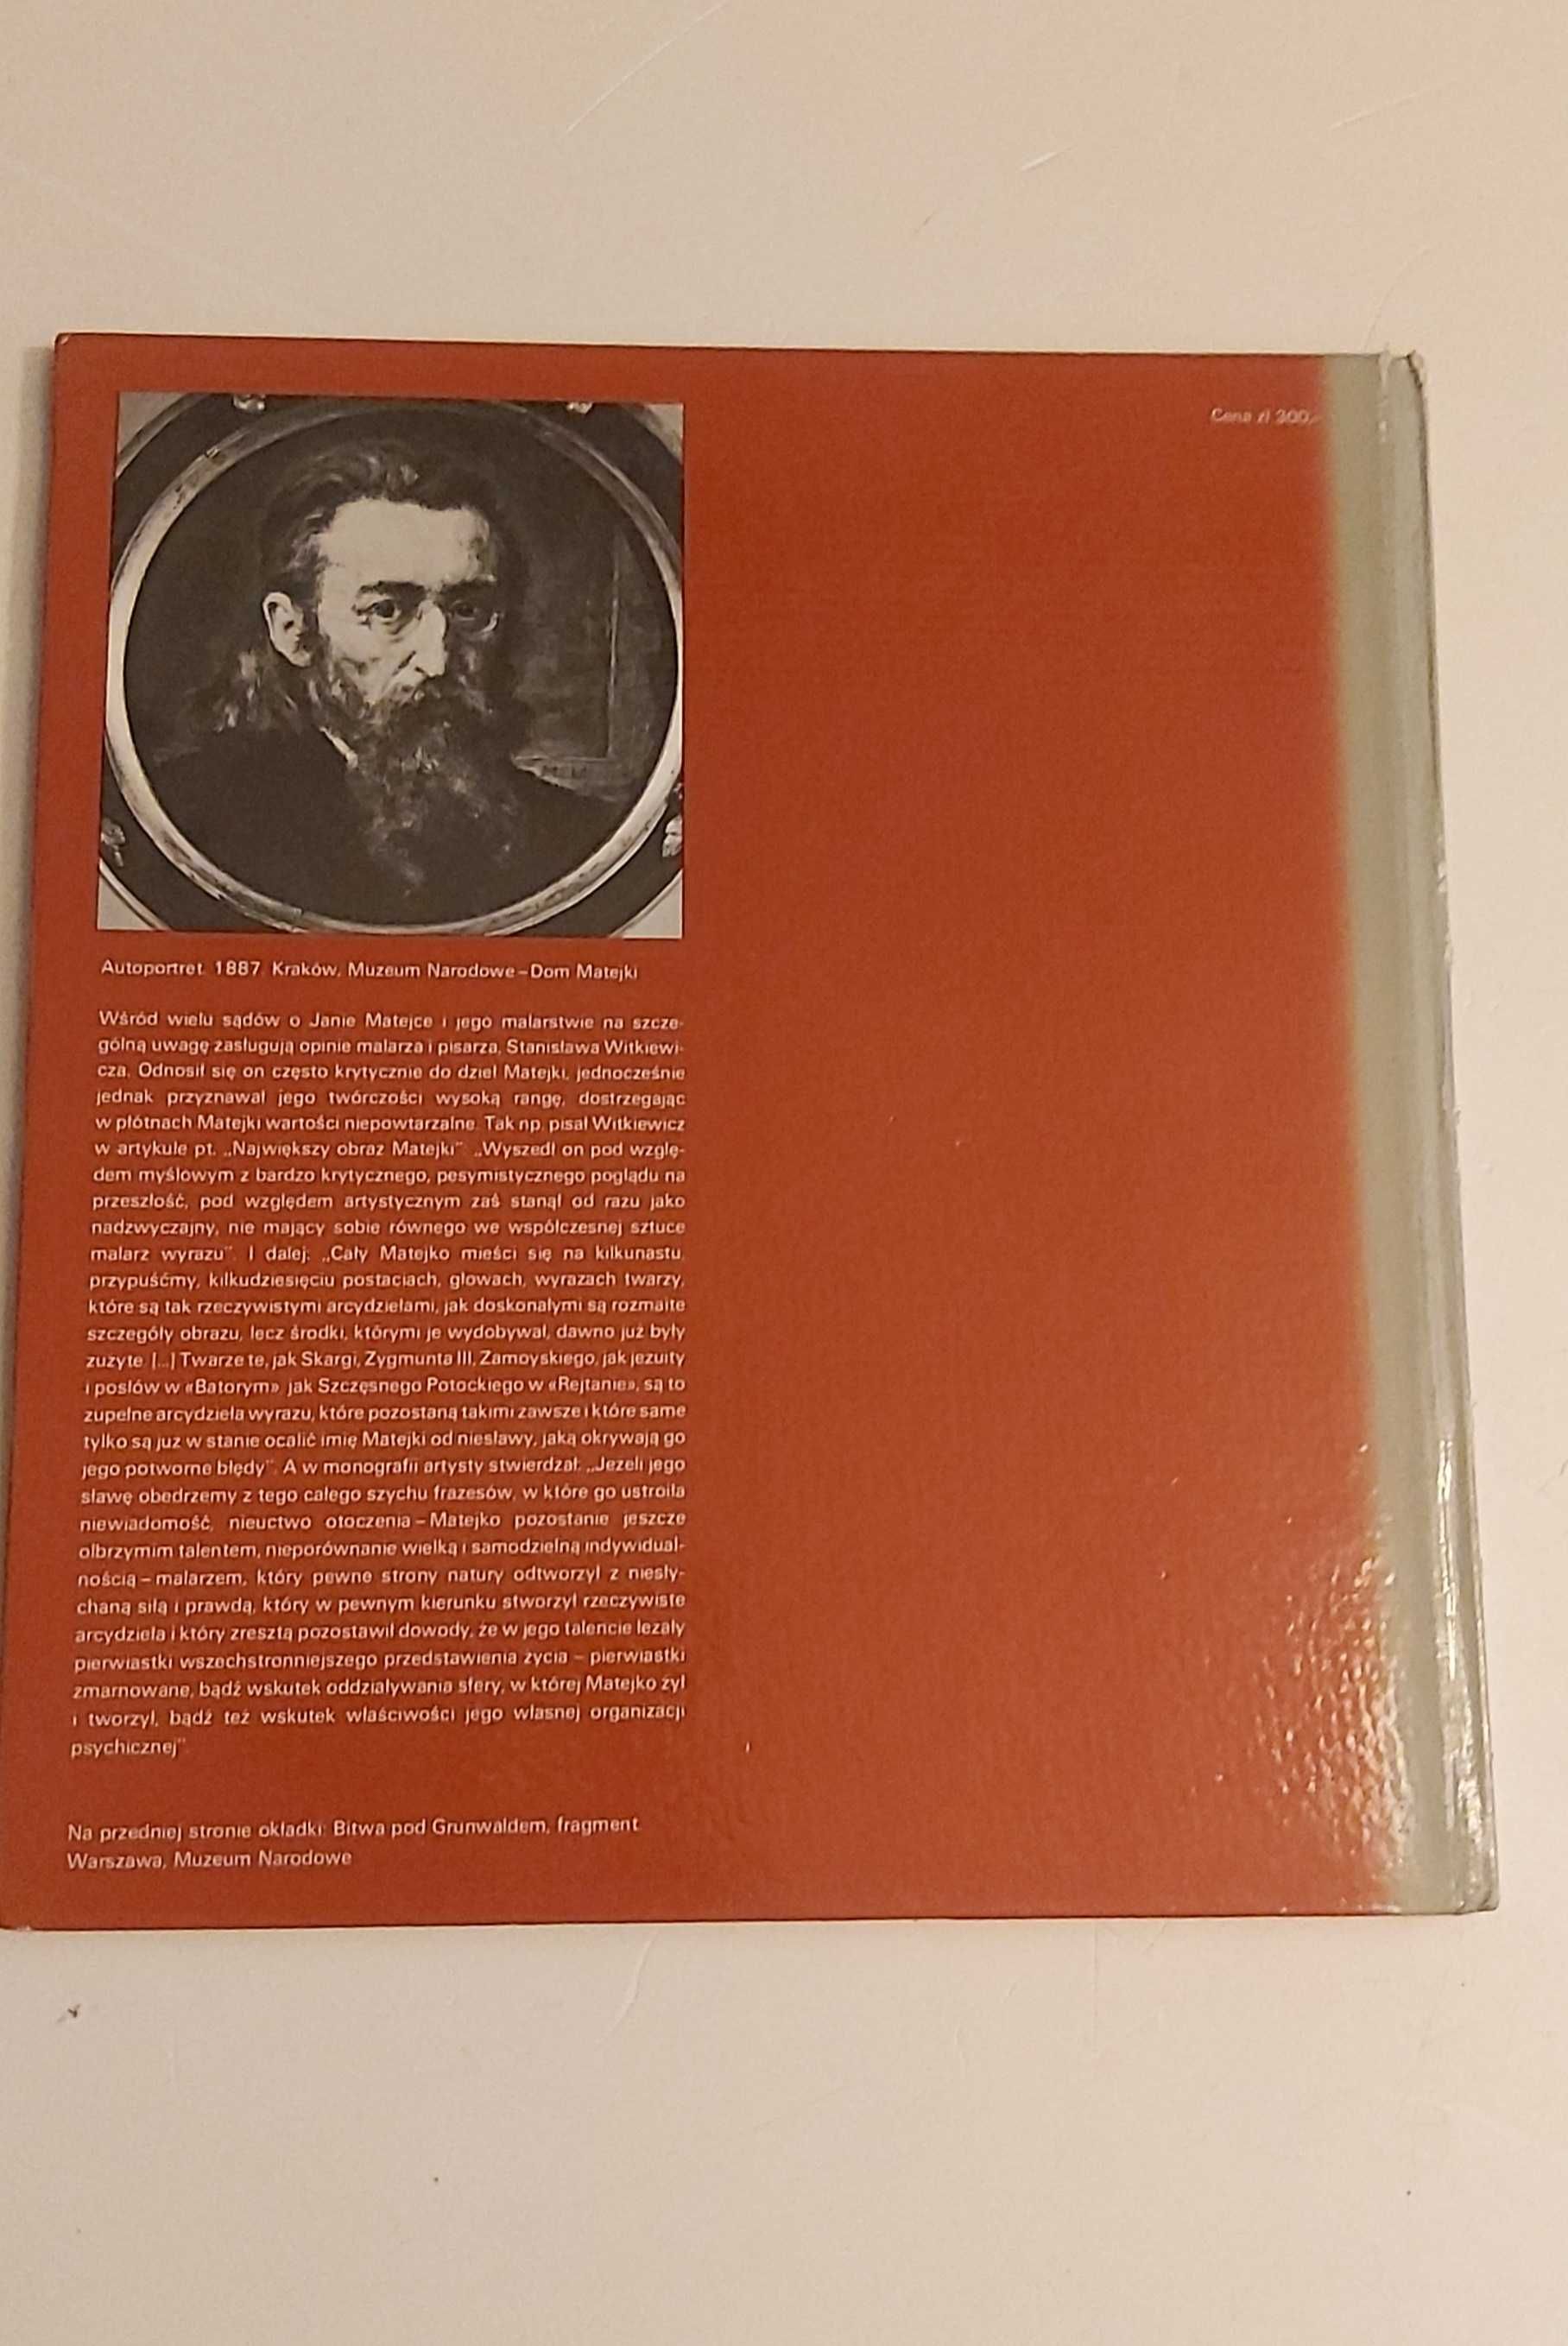 Cena zł 300,-
Autoportret. 1887. Kraków, Muzeum Narodowe – Dom Matejki
Wśród wielu sądów o Janie Matejce i jego malarstwie na szcze-
gólną uwagę zasługują opinie malarza i pisarza, Stanisława Witkiewi-
cza. Odnosił się on często krytycznie do dzieł Matejki, jednocześnie
jednak przyznawał jego twórczości wysoką rangę, dostrzegając
w płótnach Matejki wartości niepowtarzalne. Tak np. pisał Witkiewicz
w artykule pt. „Największy obraz Matejki": „Wyszedł on pod wzglę-
dem myślowym z bardzo krytycznego, pesymistycznego poglądu na
przeszłość, pod względem artystycznym zaś stanął od razu jako
nadzwyczajny, nie mający sobie równego we współczesnej sztuce
malarz wyrazu". I dalej: „Cały Matejko mieści się na kilkunastu,
przypuśćmy, kilkudziesięciu postaciach, głowach, wyrazach twarzy,
które są tak rzeczywistymi arcydziełami, jak doskonałymi są rozmaite
szczegóły obrazu, lecz środki, którymi je wydobywał, dawno już były
zużyte. [...] Twarze te, jak Skargi, Zygmunta III, Zamoyskiego, jak jezuity
i posłów w «Batorym» jak Szczęsnego Potockiego w «Rejtanie», są to
zupełne arcydzieła wyrazu, które pozostaną takimi zawsze i które same
tylko są już w stanie ocalić imię Matejki od niesławy, jaką okrywają go
jego potworne błędy". A w monografii artysty stwierdzał: „Jeżeli jego
sławę obedrzemy z tego całego szychu frazesów, w które go ustroiła
niewiadomość, nieuctwo otoczenia – Matejko pozostanie jeszcze
olbrzymim talentem, nieporównanie wielką i samodzielną indywidual-
nością – malarzem, który pewne strony natury odtworzył z niesły-
chaną siłą i prawdą, który w pewnym kierunku stworzył rzeczywiste
arcydzieła i który zresztą pozostawił dowody, że w jego talencie leżały
pierwiastki wszechstronniejszego przedstawienia życia – pierwiastki
zmarnowane, bądź wskutek oddziaływania sfery, w której Matejko żył
i tworzył, bądź też wskutek właściwości jego własnej organizacji
psychicznej".
Na przedniej stronie okładki: Bitwa pod Grunwaldem, fragment
Warszawa, Muzeum Narodowe